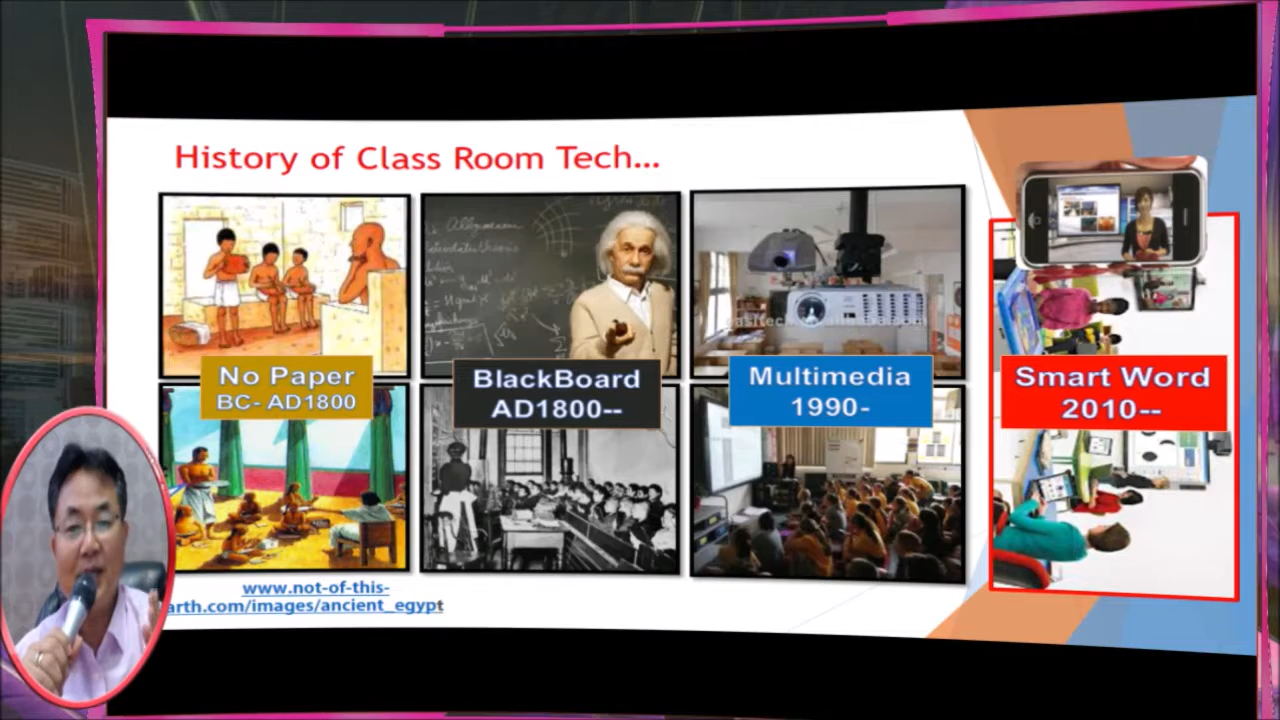 History of Class Room Tech...
No Paper
BC- AD1800
BlackBoard
AD1800--
Multimedia
1990-
Smart Word
2010--
www.not-of-this-
arth.com/images/ancient_egypt